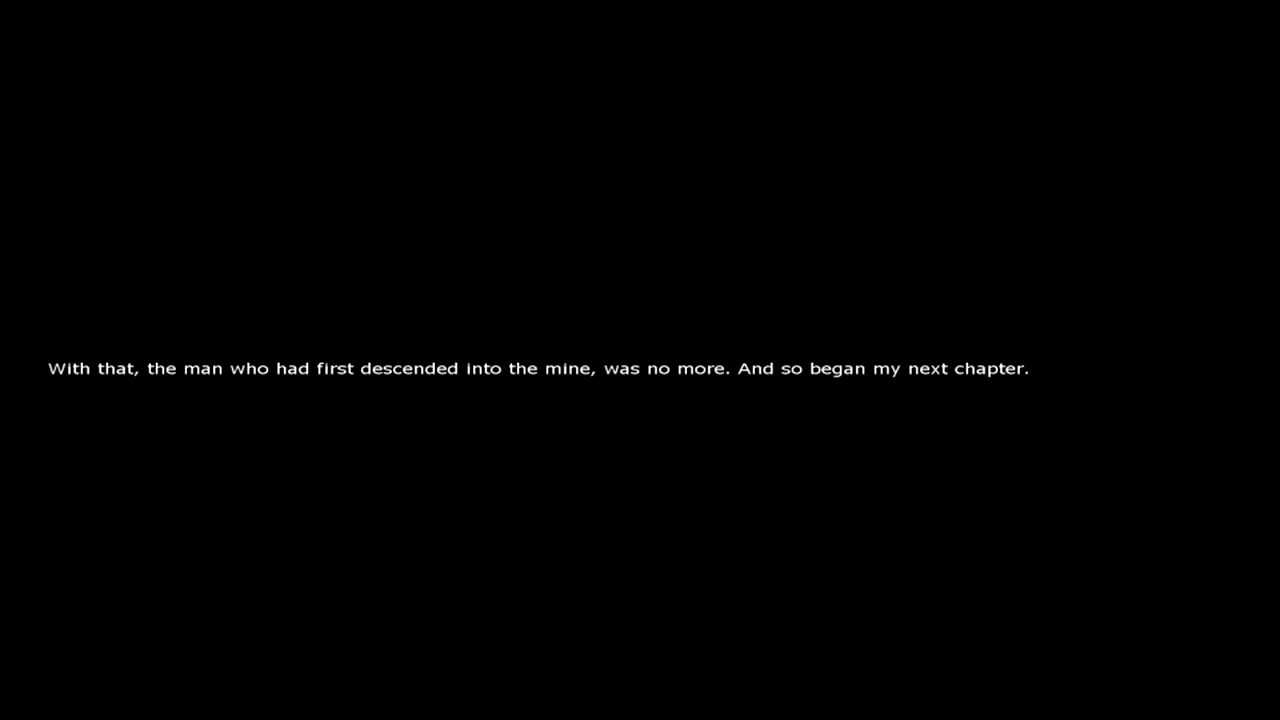 With that, the man who had first descended into the mine, was no more. And so began my next chapter.